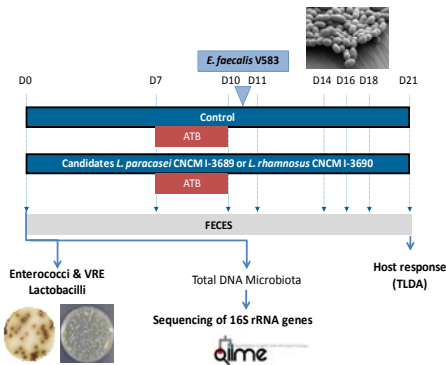 E. faecalis V583
D0 D7 D10 D11 D14 D16 D18 D21
Control
ATB
Candidates L. paracasei CNCM I-3689 or L. rhamnosus CNCM I-3690
ATB
FECES
Enterococci & VRE
Lactobacilli
Total DNA Microbiota
Host response
(TLDA)
Sequencing of 16S rRNA genes
qiime